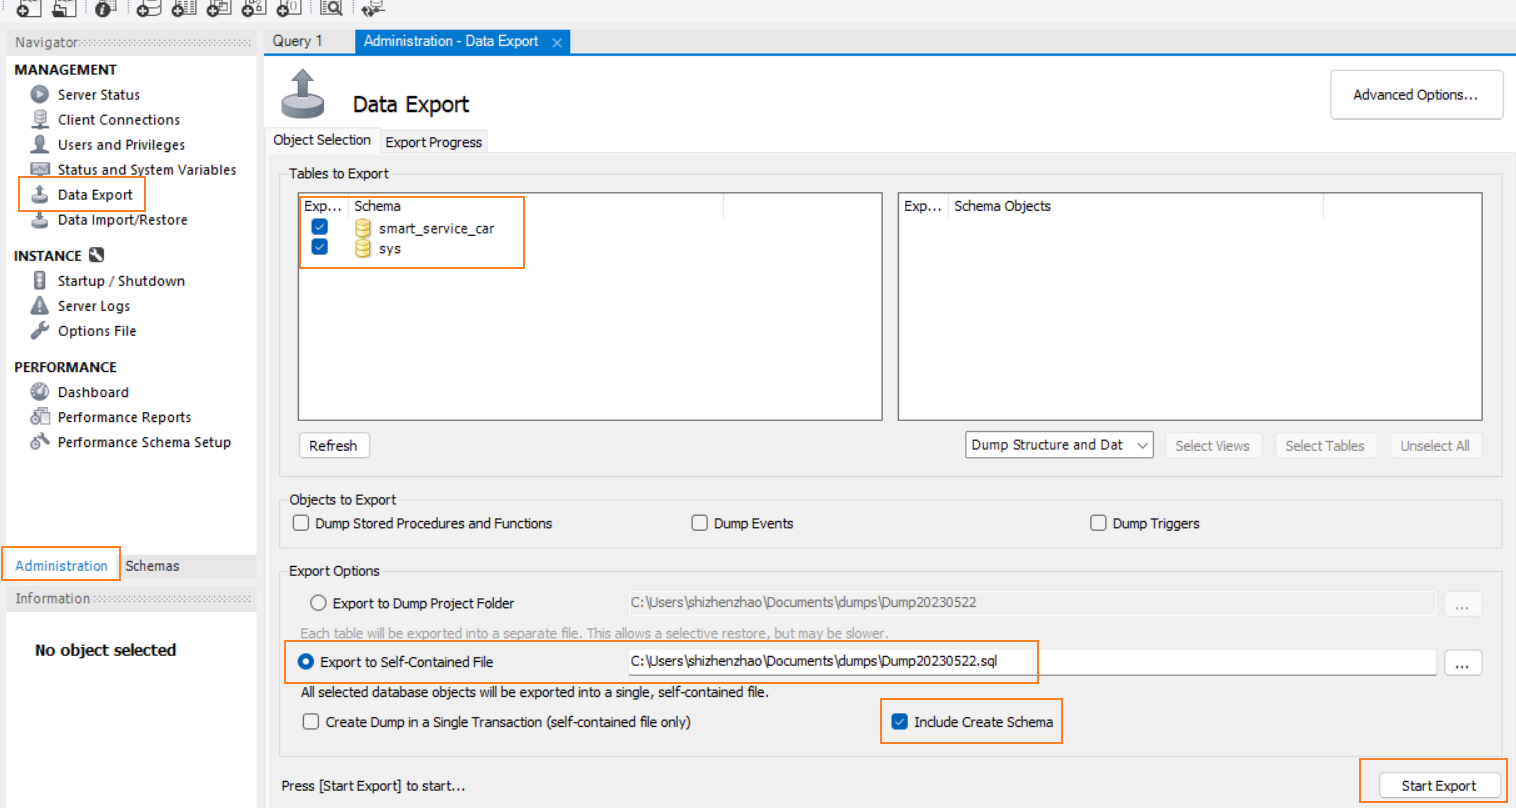 Navigator
Query 1
Administration - Data Export
MANAGEMENT
Server Status
Client Connections
Users and Privileges
Status and System Variables
Data Export
Data Import/Restore
INSTANCE
Startup / Shutdown
Server Logs
Options File
PERFORMANCE
Dashboard
Performance Reports
Performance Schema Setup
Administration Schemas
Information
No object selected
Data Export
Advanced Options...
Object Selection Export Progress
Tables to Export
Exp... Schema
smart_service_car
sys
Exp... Schema Objects
Refresh
Dump Structure and Dat
Select Views
Select Tables
Unselect All
Objects to Export
Dump Stored Procedures and Functions
Dump Events
Dump Triggers
Export Options
Export to Dump Project Folder
C:\Users\shizhenzhao\Documents\dumps\Dump20230522
...
Each table will be exported into a separate file. This allows a selective restore, but may be slower.
Export to Self-Contained File
C:\Users\shizhenzhao\Documents\dumps\Dump20230522.sql
...
All selected database objects will be exported into a single, self-contained file.
Create Dump in a Single Transaction (self-contained file only)
Include Create Schema
Press [Start Export] to start...
Start Export